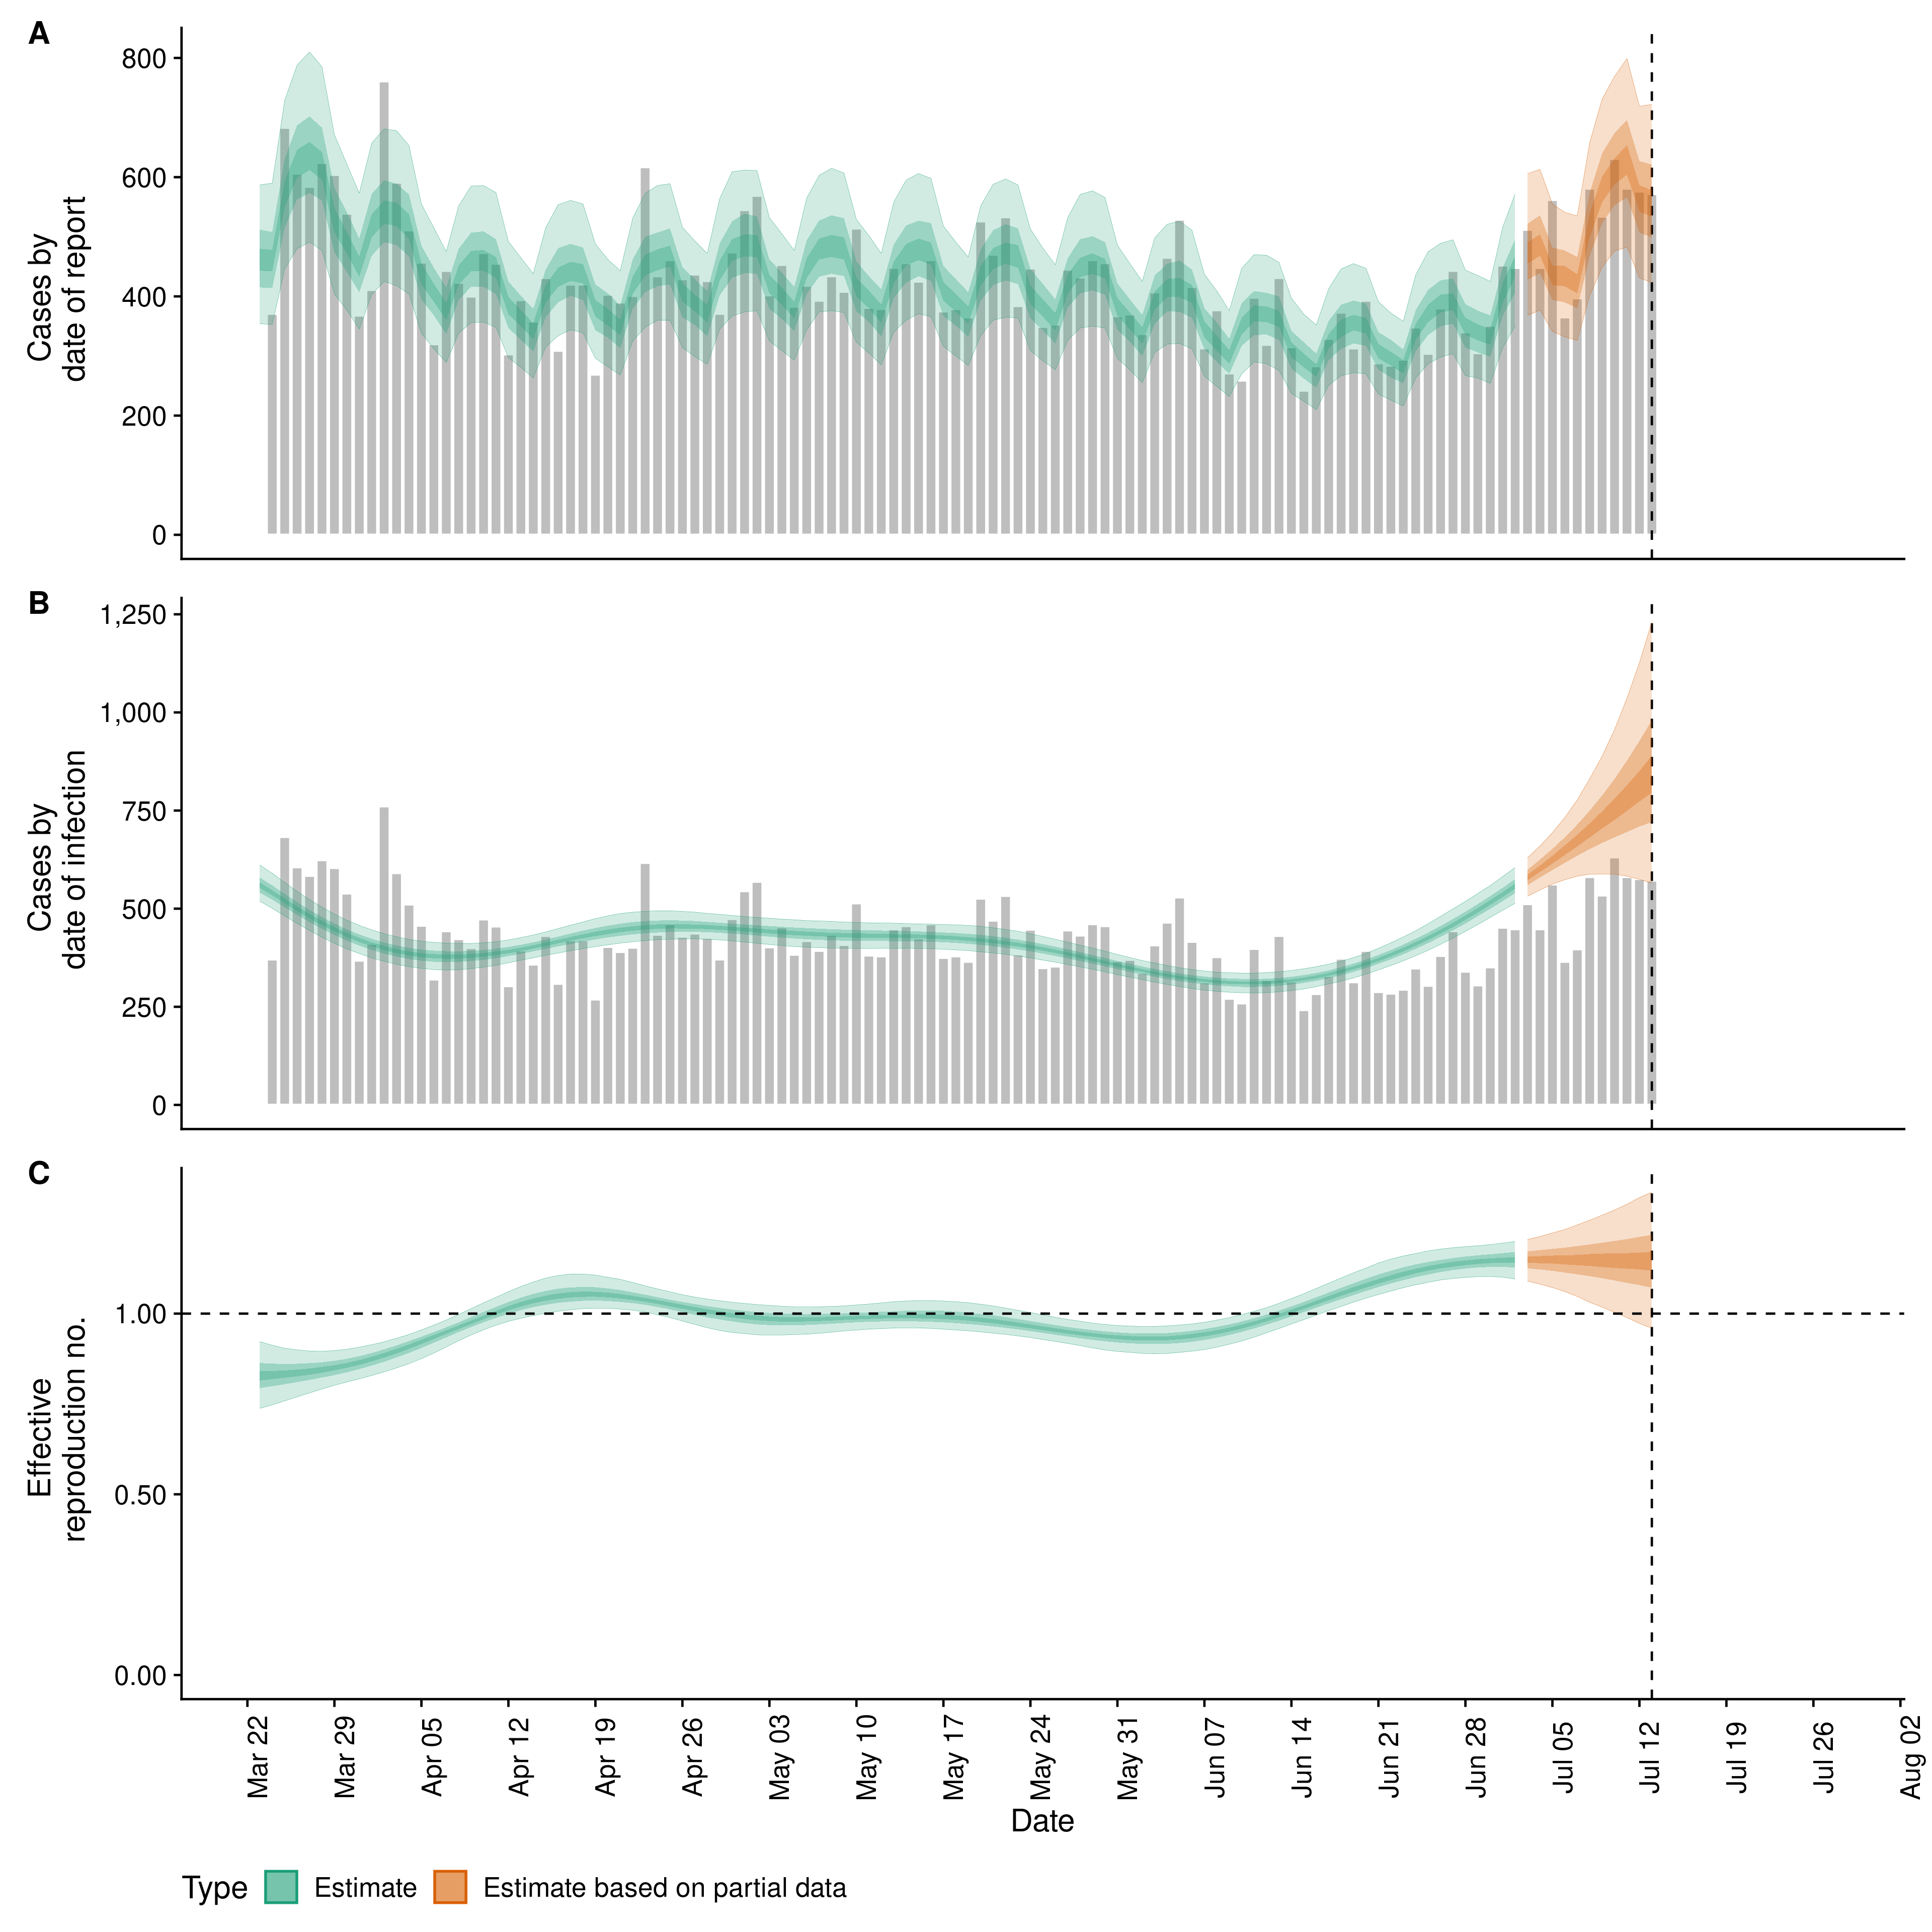 A
Cases by
date of report
800
600
400
200
0
B
Cases by
date of infection
1,250
1,000
750
500
250
0
C
Effective
reproduction no.
1.00
0.50
0.00
Mar 22
Mar 29
Apr 05
Apr 12
Apr 19
Apr 26
May 03
May 10
May 17
May 24
May 31
Jun 07
Jun 14
Jun 21
Jun 28
Jul 05
Jul 12
Jul 19
Jul 26
Aug 02
Date
Type Estimate Estimate based on partial data